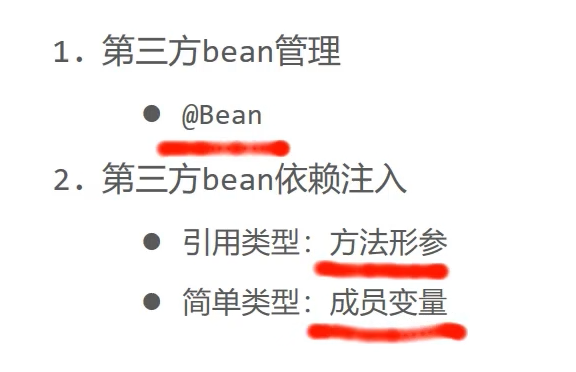 1. 第三方bean管理
● @Bean
2. 第三方bean依赖注入
● 引用类型：方法形参
● 简单类型：成员变量